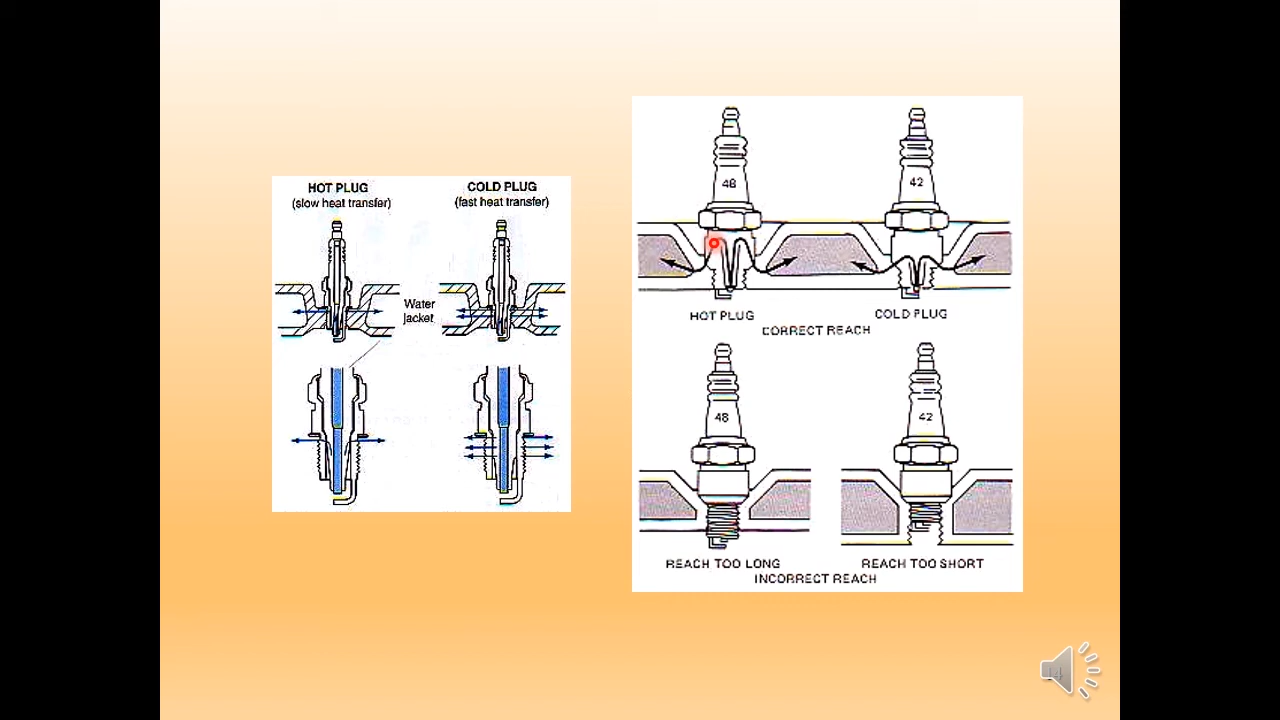 HOT PLUG
(slow heat transfer)
COLD PLUG
(fast heat transfer)
Water
jacket
48
42
HOT PLUG
COLD PLUG
CORRECT REACH
48
42
REACH TOO LONG
REACH TOO SHORT
INCORRECT REACH
14